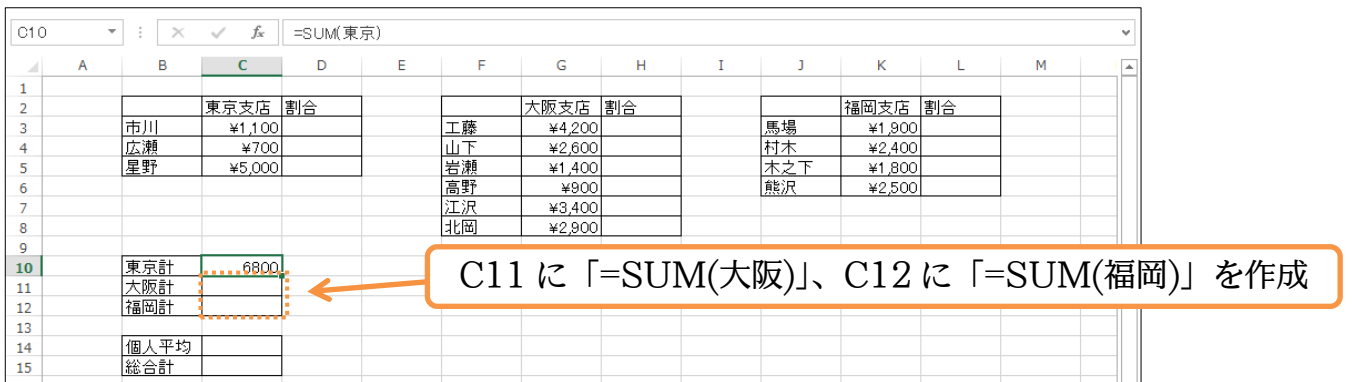 C10 fx =SUM(東京)
A B C D E F G H I J K L M
1
2 東京支店 割合 大阪支店 割合 福岡支店 割合
3 市川 ¥1,100 工藤 ¥4,200 馬場 ¥1,900
4 広瀬 ¥700 山下 ¥2,600 村木 ¥2,400
5 星野 ¥5,000 岩瀬 ¥1,400 木之下 ¥1,800
6 高野 ¥900 熊沢 ¥2,500
7 江沢 ¥3,400
8 北岡 ¥2,900
9
10 東京計 6800
11 大阪計
12 福岡計
C11 に「=SUM(大阪)」、C12 に「=SUM(福岡)」を作成
13
14 個人平均
15 総合計